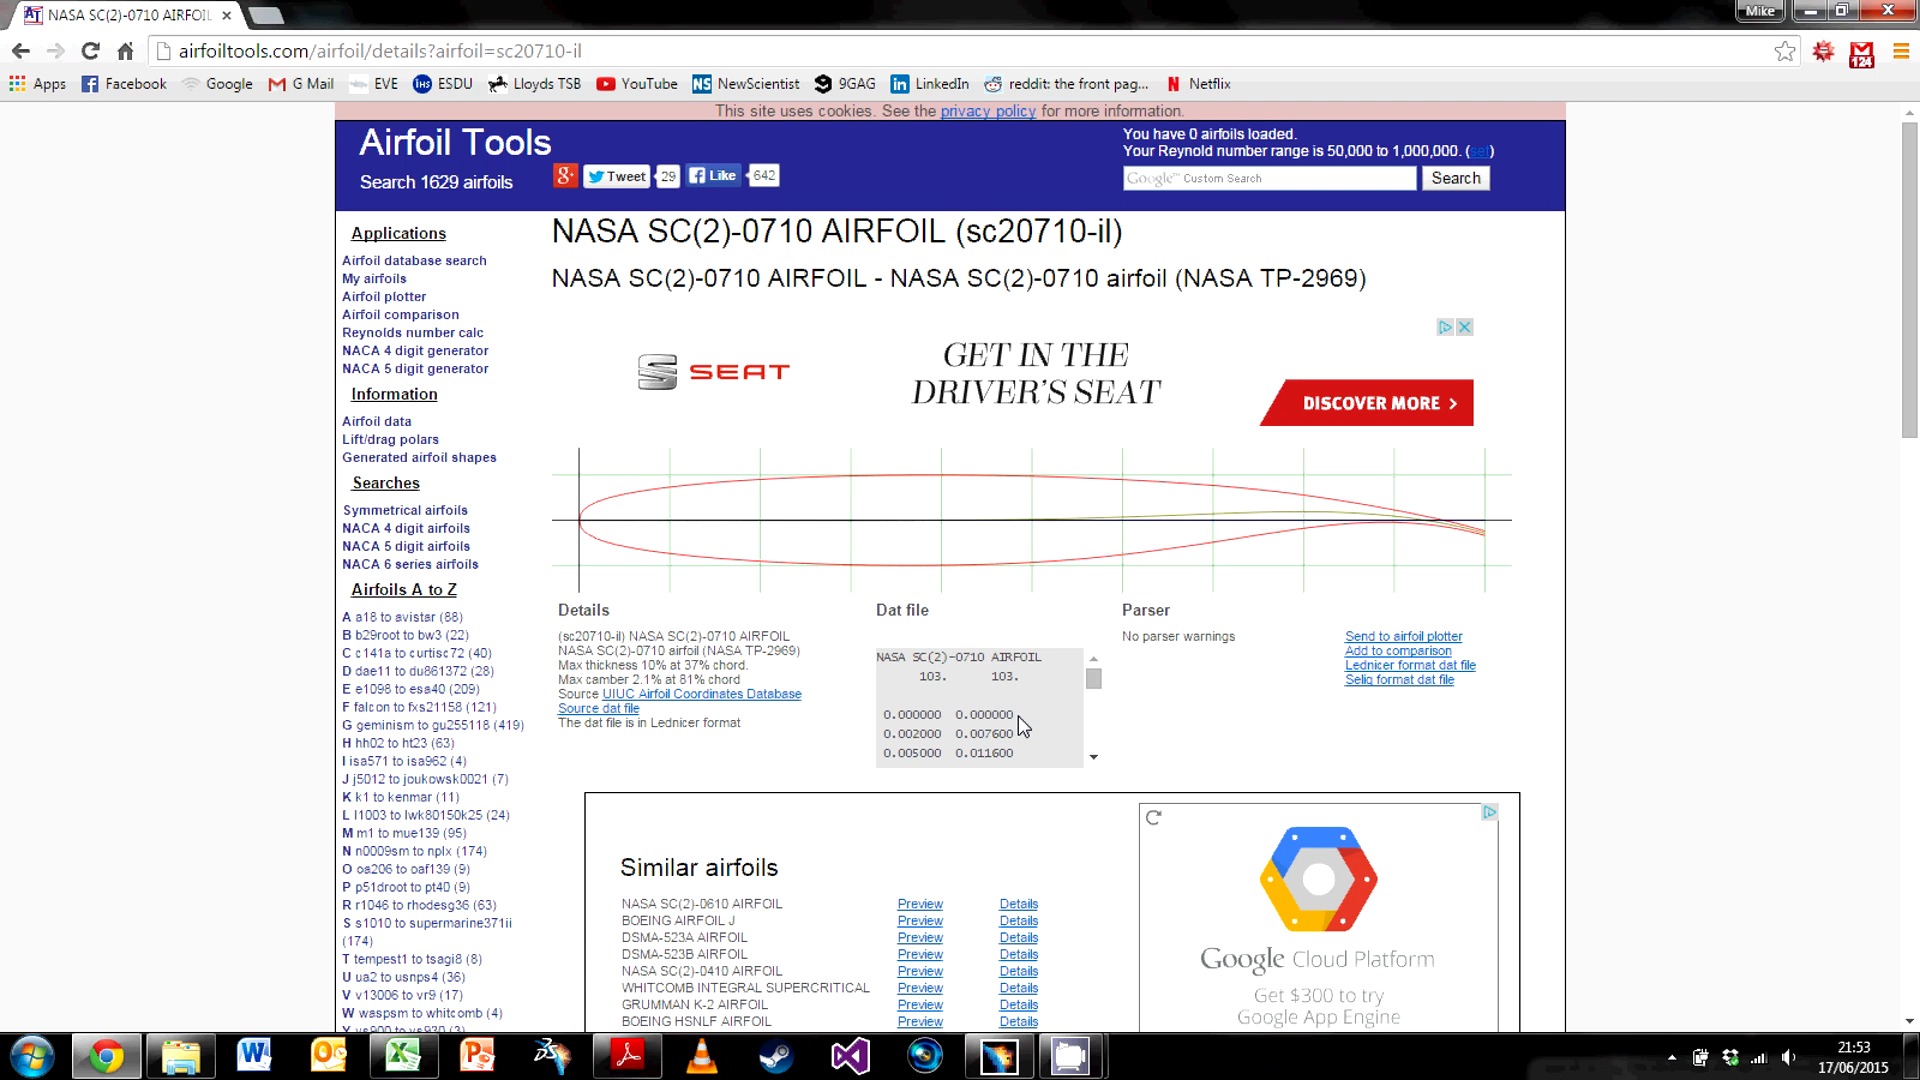 NASA SC(2)-0710 AIRFOIL
Mike
airfoiltools.com/airfoil/details?airfoil=sc20710-il
124
Apps Facebook Google G Mail EVE ESDU Lloyds TSB YouTube NewScientist 9GAG LinkedIn reddit: the front pag... Netflix
This site uses cookies. See the privacy policy for more information.
Airfoil Tools
Search 1629 airfoils
Tweet 29 Like 642
You have 0 airfoils loaded.
Your Reynold number range is 50,000 to 1,000,000. (set)
Google™ Custom Search Search
Applications
Airfoil database search
My airfoils
Airfoil plotter
Airfoil comparison
Reynolds number calc
NACA 4 digit generator
NACA 5 digit generator
Information
Airfoil data
Lift/drag polars
Generated airfoil shapes
Searches
Symmetrical airfoils
NACA 4 digit airfoils
NACA 5 digit airfoils
NACA 6 series airfoils
Airfoils A to Z
A a18 to avistar (88)
B b29root to bw3 (22)
C c141a to curtisc72 (40)
D dae11 to du861372 (28)
E e1098 to esa40 (209)
F falcon to fxs21158 (121)
G geminism to gu255118 (419)
H hh02 to ht23 (63)
I isa571 to isa962 (4)
J j5012 to joukowsk0021 (7)
K k1 to kenmar (11)
L l1003 to lwk80150k25 (24)
M m1 to mue139 (95)
N n0009sm to nplx (174)
O oa206 to oaf139 (9)
P p51droot to pt40 (9)
R r1046 to rhodesg36 (63)
S s1010 to supermarine371ii
(174)
T tempest1 to tsagi8 (8)
U ua2 to usnps4 (36)
V v13006 to vr9 (17)
W waspsm to whitcomb (4)
Y ys900 to ys930 (3)
NASA SC(2)-0710 AIRFOIL (sc20710-il)
NASA SC(2)-0710 AIRFOIL - NASA SC(2)-0710 airfoil (NASA TP-2969)
SEAT
GET IN THE
DRIVER'S SEAT
DISCOVER MORE >
Details
(sc20710-il) NASA SC(2)-0710 AIRFOIL
NASA SC(2)-0710 airfoil (NASA TP-2969)
Max thickness 10% at 37% chord.
Max camber 2.1% at 81% chord
Source UIUC Airfoil Coordinates Database
Source dat file
The dat file is in Lednicer format
Dat file
NASA SC(2)-0710 AIRFOIL
103. 103.
0.000000 0.000000
0.002000 0.007600
0.005000 0.011600
Parser
No parser warnings
Send to airfoil plotter
Add to comparison
Lednicer format dat file
Selig format dat file
Similar airfoils
NASA SC(2)-0610 AIRFOIL Preview Details
BOEING AIRFOIL J Preview Details
DSMA-523A AIRFOIL Preview Details
DSMA-523B AIRFOIL Preview Details
NASA SC(2)-0410 AIRFOIL Preview Details
WHITCOMB INTEGRAL SUPERCRITICAL Preview Details
GRUMMAN K-2 AIRFOIL Preview Details
BOEING HSNLF AIRFOIL Preview Details
Google Cloud Platform
Get $300 to try
Google App Engine
21:53
17/06/2015